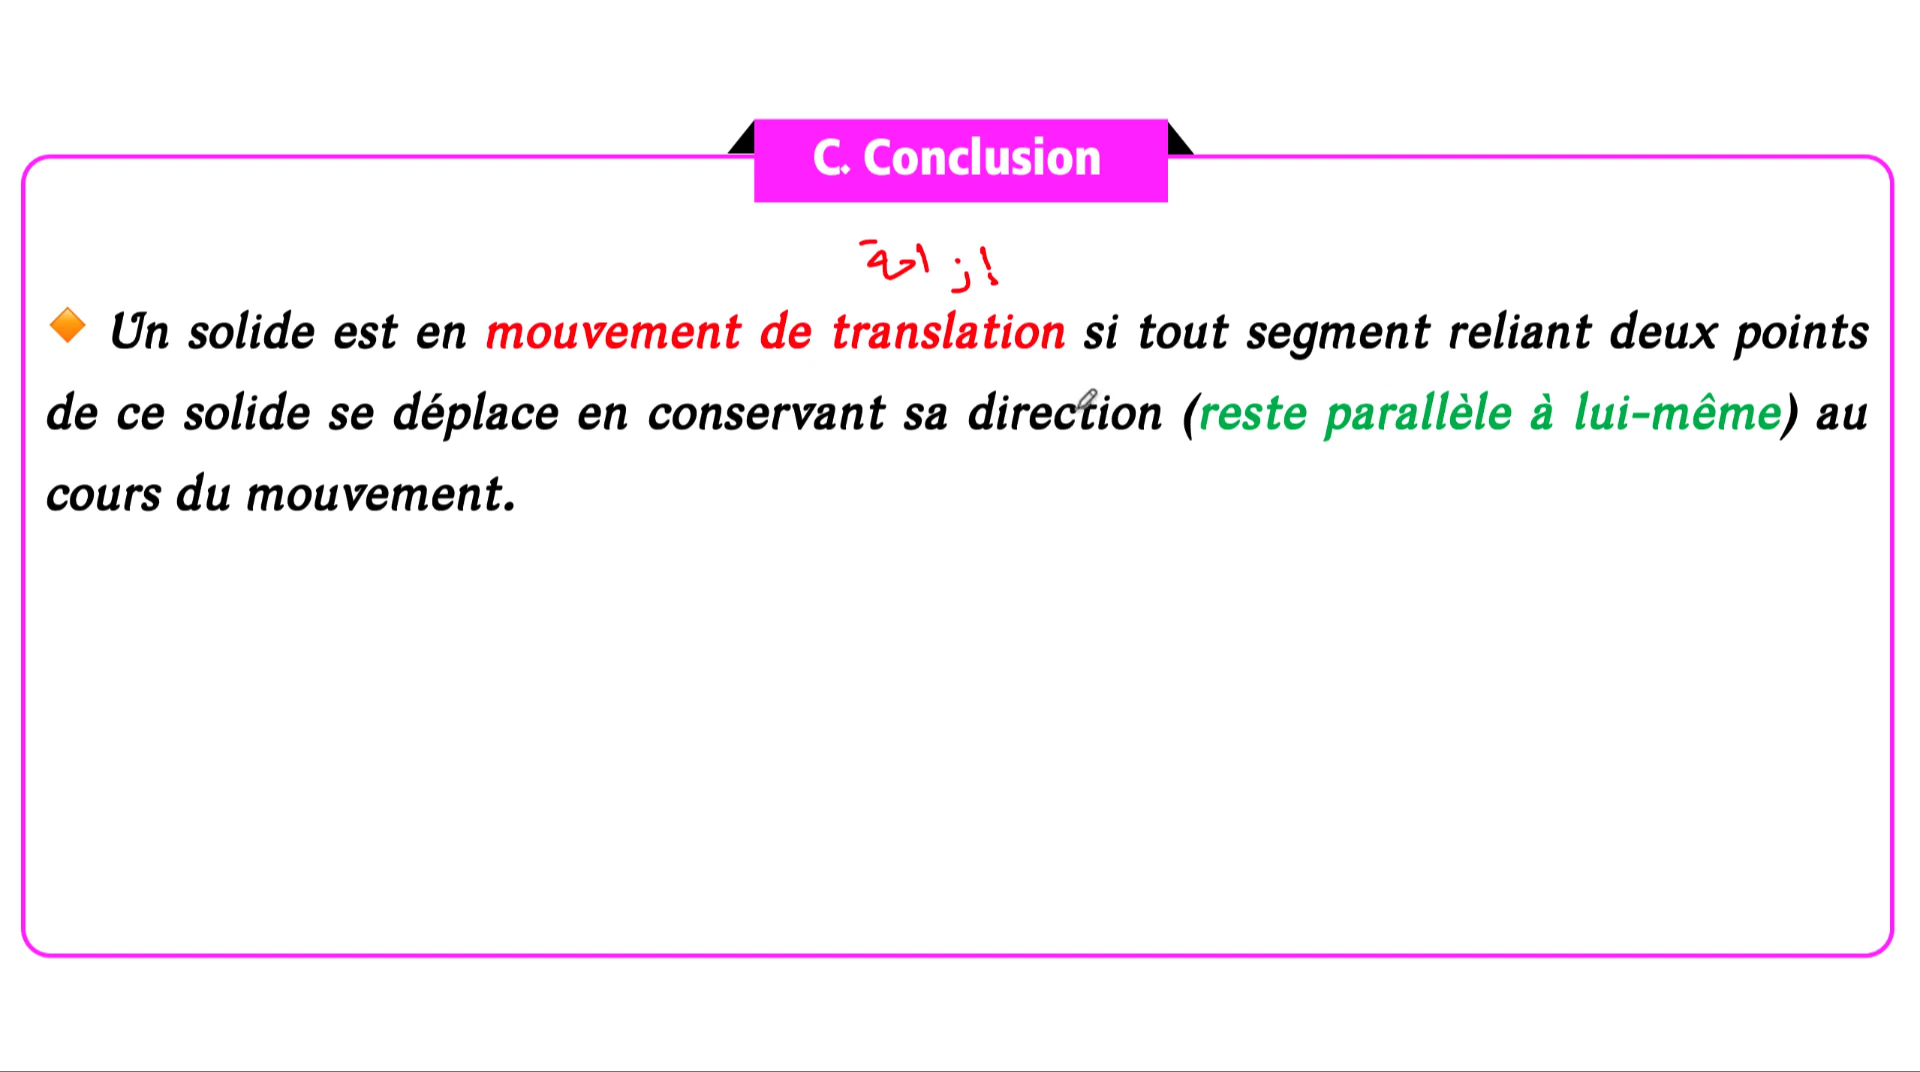 C. Conclusion
إزاحة
Un solide est en mouvement de translation si tout segment reliant deux points
de ce solide se déplace en conservant sa direction (reste parallèle à lui-même) au
cours du mouvement.